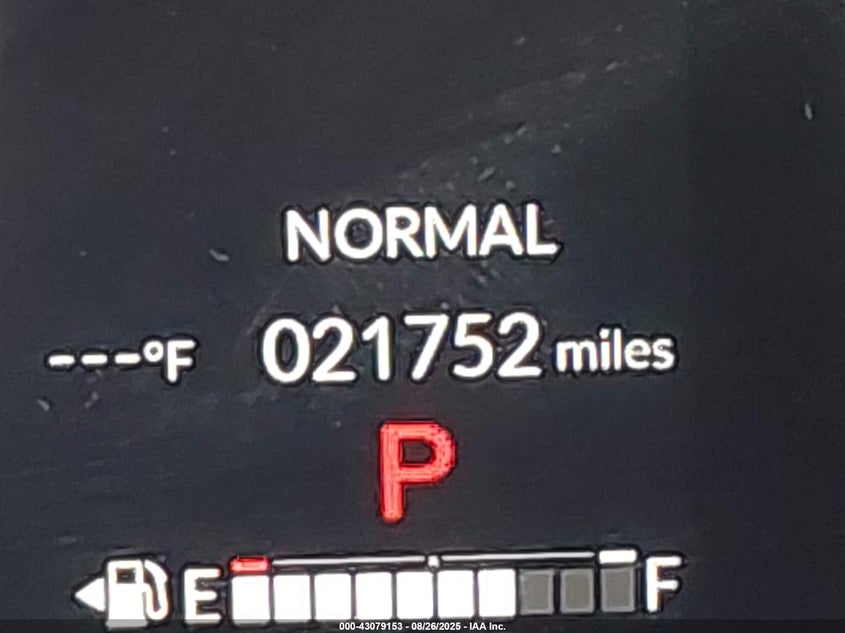 NORMAL
---°F 021752 miles
P
E F
000-43079153 - 08/26/2025 - IAA Inc.